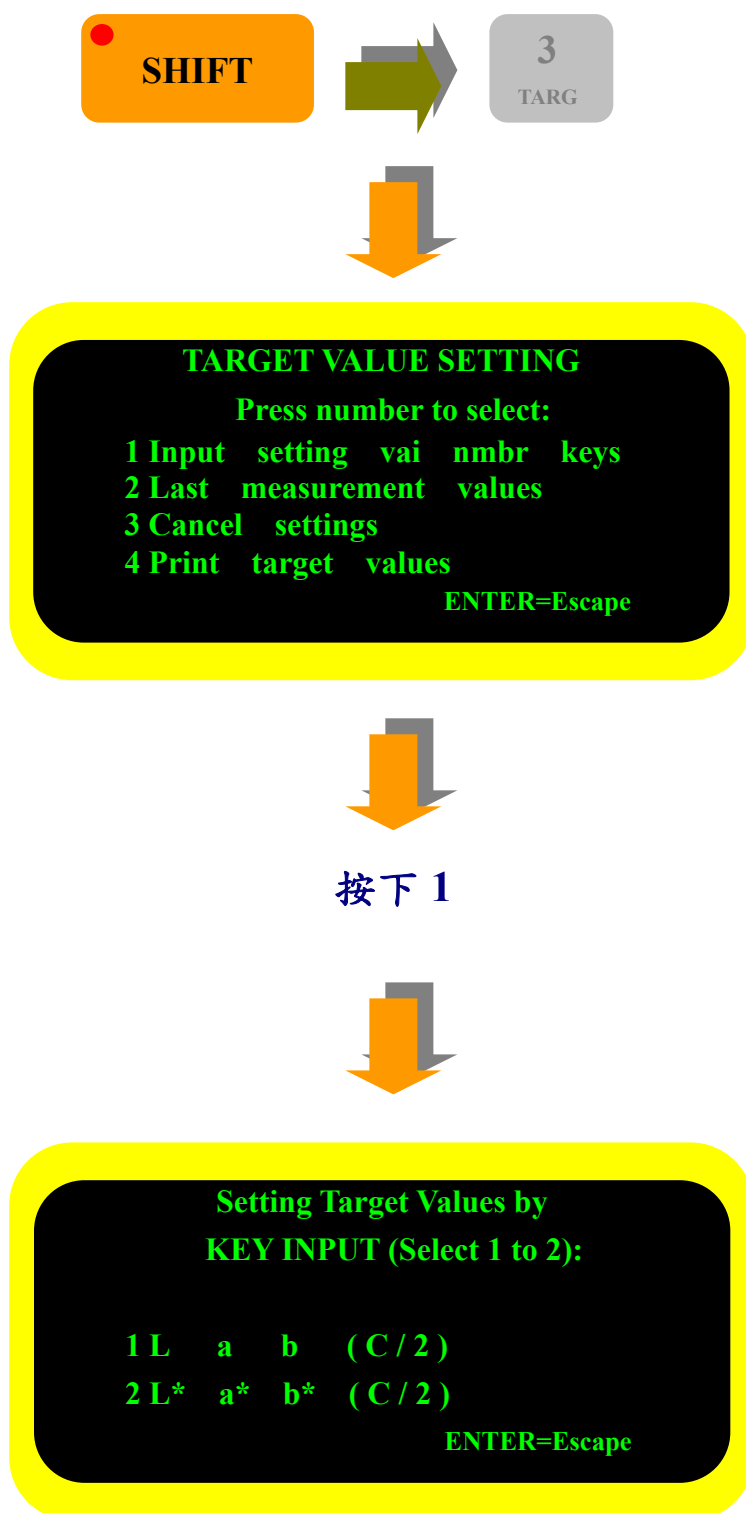 SHIFT
3
TARG
TARGET VALUE SETTING
Press number to select:
1 Input setting vai nmbr keys
2 Last measurement values
3 Cancel settings
4 Print target values
ENTER=Escape
按下 1
Setting Target Values by
KEY INPUT (Select 1 to 2):
1 L a b ( C / 2 )
2 L* a* b* ( C / 2 )
ENTER=Escape